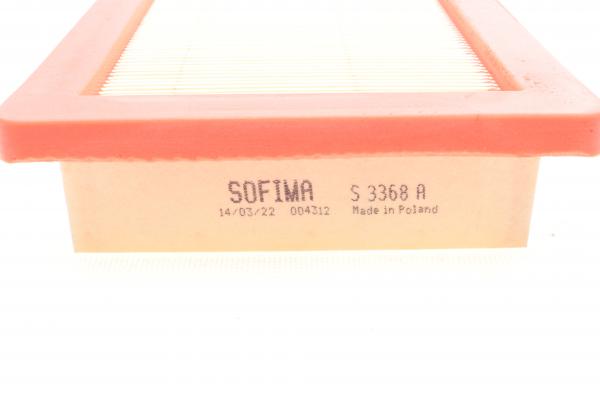 SOFIMA S 3368 A
14/03/22 004312 Made in Poland